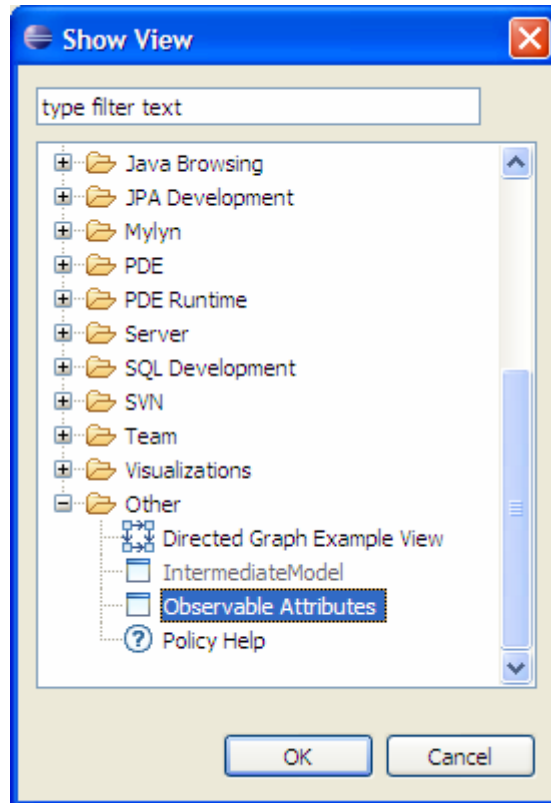 Show View
type filter text
Java Browsing
JPA Development
Mylyn
PDE
PDE Runtime
Server
SQL Development
SVN
Team
Visualizations
Other
Directed Graph Example View
IntermediateModel
Observable Attributes
Policy Help
OK Cancel